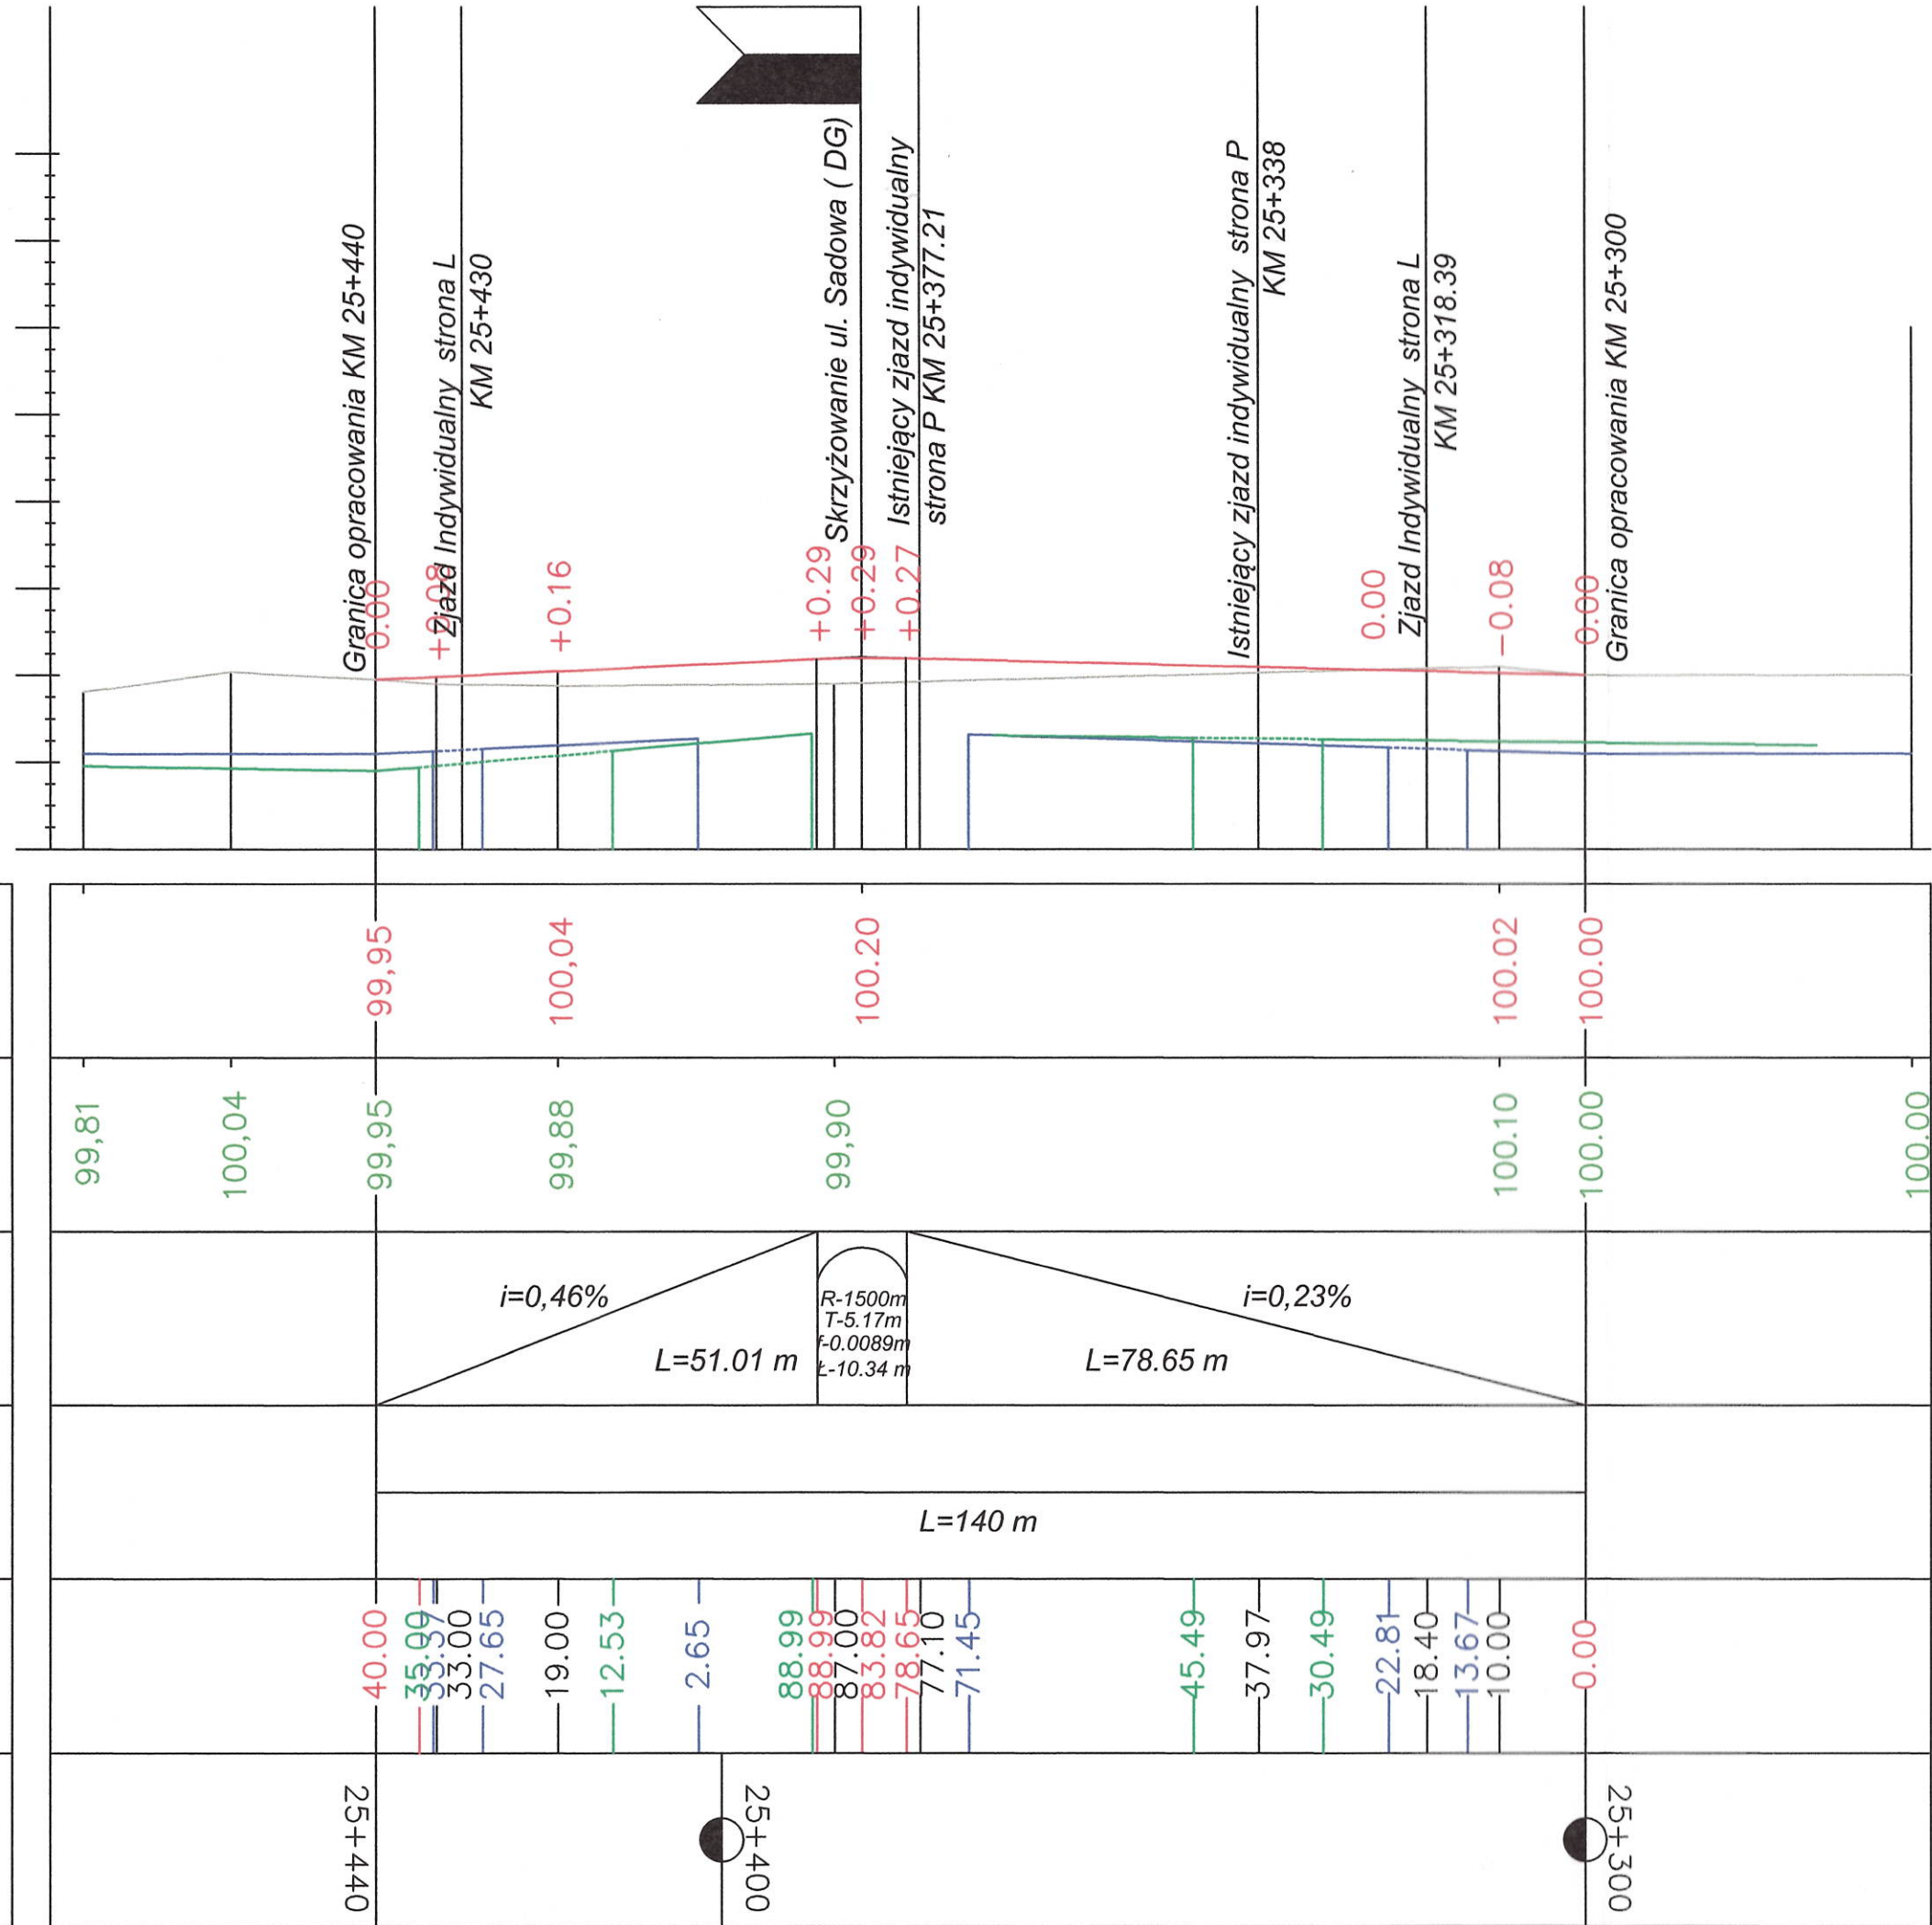 Granica opracowania KM 25+440
Zjazd Indywidualny strona L
KM 25+430
Skrzyżowanie ul. Sadowa ( DG)
Istniejący zjazd indywidualny
strona P KM 25+377.21
Istniejący zjazd indywidualny strona P
KM 25+338
Zjazd Indywidualny strona L
KM 25+318.39
Granica opracowania KM 25+300
0.00
+0.08
+0.16
+0.29
+0.29
+0.27
0.00
-0.08
0.00
99,95
100,04
100.20
100.02
100.00
99,81
100,04
99,95
99,88
99,90
100.10
100.00
100.00
i=0,46%
L=51.01 m
R-1500m
T-5.17m
f-0.0089m
Ł-10.34 m
i=0,23%
L=78.65 m
L=140 m
40.00
35.00
33.37
33.00
27.65
19.00
12.53
2.65
88.99
88.99
87.00
83.82
78.65
77.10
71.45
45.49
37.97
30.49
22.81
18.40
13.67
10.00
0.00
25+440
25+400
25+300